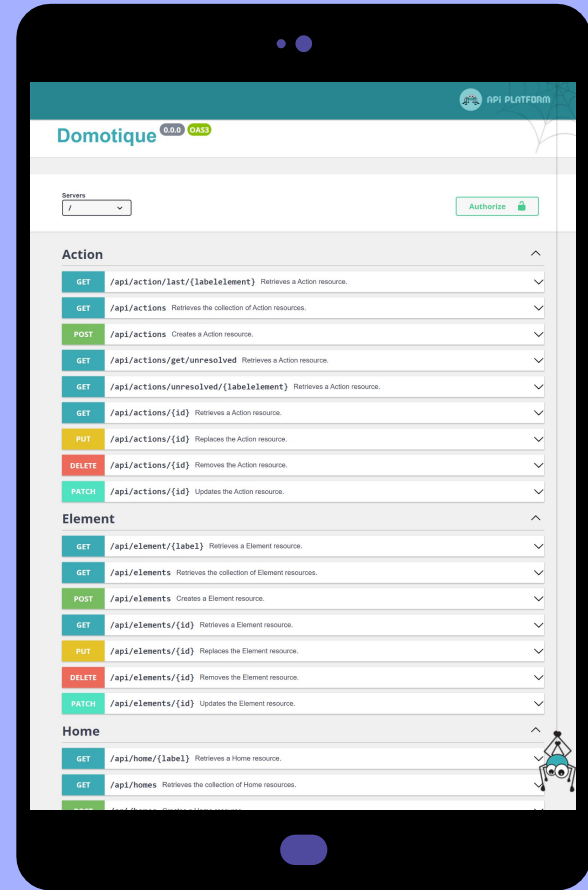 API PLATFORM
Domotique 0.0.0 OAS3
Servers
/
Authorize
Action
GET /api/action/last/{labelelement} Retrieves a Action resource.
GET /api/actions Retrieves the collection of Action resources.
POST /api/actions Creates a Action resource.
GET /api/actions/get/unresolved Retrieves a Action resource.
GET /api/actions/unresolved/{labelelement} Retrieves a Action resource.
GET /api/actions/{id} Retrieves a Action resource.
PUT /api/actions/{id} Replaces the Action resource.
DELETE /api/actions/{id} Removes the Action resource.
PATCH /api/actions/{id} Updates the Action resource.
Element
GET /api/element/{label} Retrieves a Element resource.
GET /api/elements Retrieves the collection of Element resources.
POST /api/elements Creates a Element resource.
GET /api/elements/{id} Retrieves a Element resource.
PUT /api/elements/{id} Replaces the Element resource.
DELETE /api/elements/{id} Removes the Element resource.
PATCH /api/elements/{id} Updates the Element resource.
Home
GET /api/home/{label} Retrieves a Home resource.
GET /api/homes Retrieves the collection of Home resources.